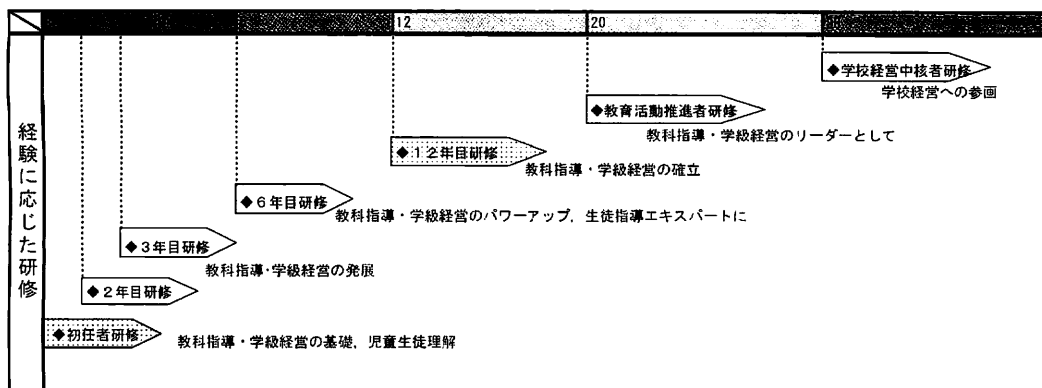 12
20
◆学校経営中核者研修
学校経営への参画
◆教育活動推進者研修
教科指導・学級経営のリーダーとして
◆12年目研修
教科指導・学級経営の確立
◆6年目研修
教科指導・学級経営のパワーアップ,生徒指導エキスパートに
◆3年目研修
教科指導・学級経営の発展
◆2年目研修
◆初任者研修
教科指導・学級経営の基礎,児童生徒理解
経験に応じた研修